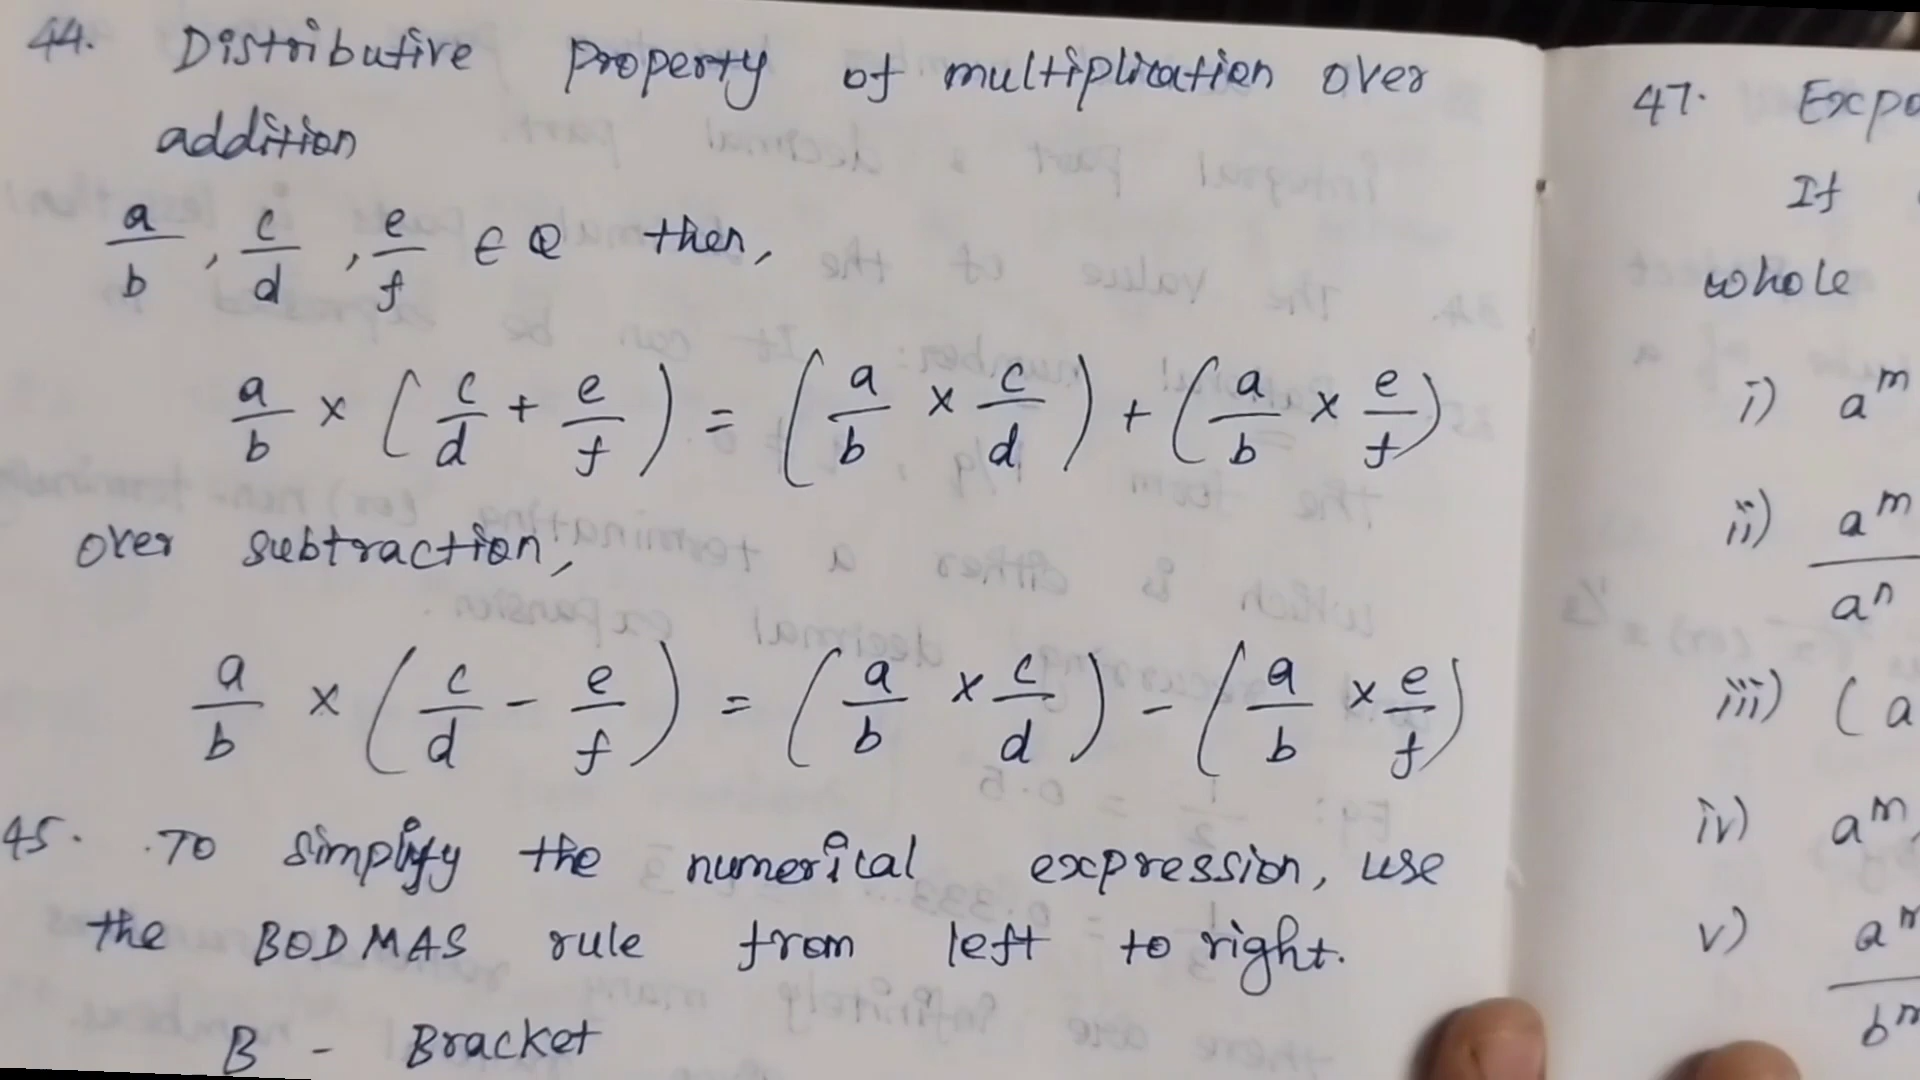 44. Distributive Property of multiplication over
addition
a/b , c/d , e/f ∈ Q then,
a/b × ( c/d + e/f ) = ( a/b × c/d ) + ( a/b × e/f )
over subtraction,
a/b × ( c/d - e/f ) = ( a/b × c/d ) - ( a/b × e/f )
45. To simplify the numerical expression, use
the BODMAS rule from left to right.
B - Bracket
47. Expo
If
whole
i) a^m
ii) a^m / a^n
iii) ( a
iv) a^m
v) a^m / b^m